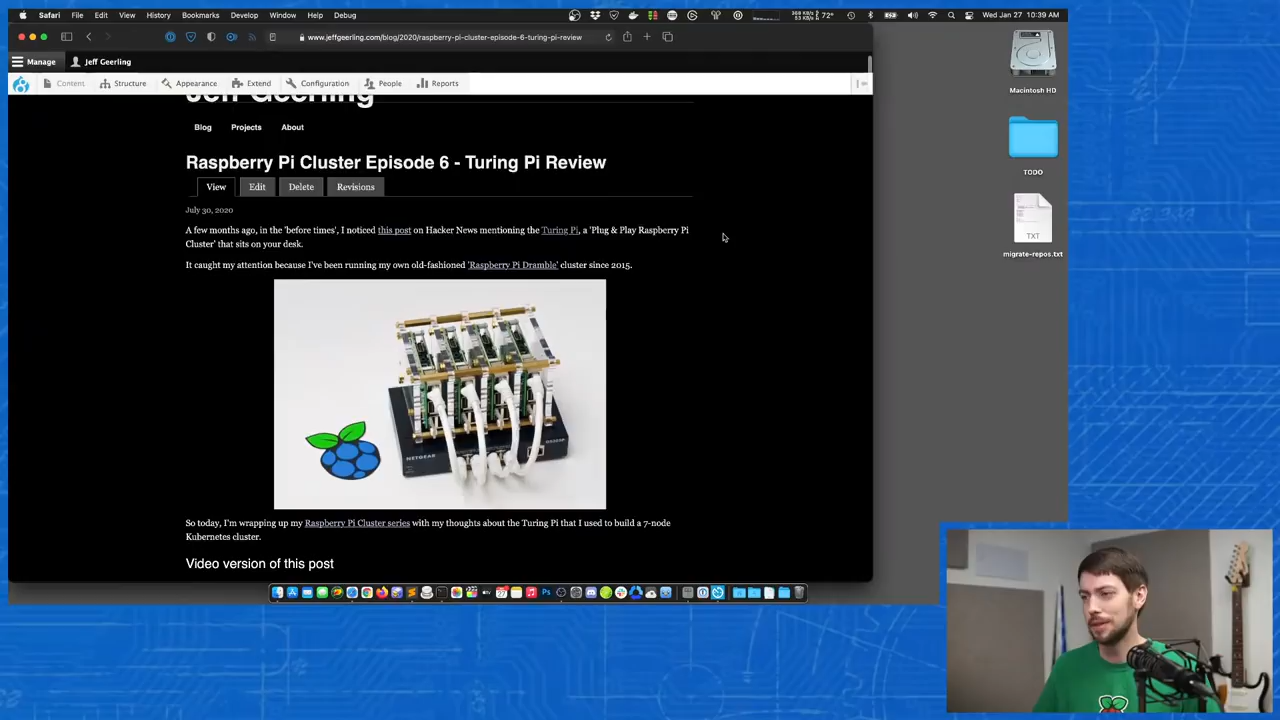 Safari File Edit View History Bookmarks Develop Window Help Debug
72° Wed Jan 27 10:39 AM
www.jeffgeerling.com/blog/2020/raspberry-pi-cluster-episode-6-turing-pi-review
Manage Jeff Geerling
Content Structure Appearance Extend Configuration People Reports
Jeff Geerling
Blog Projects About
Raspberry Pi Cluster Episode 6 - Turing Pi Review
View Edit Delete Revisions
July 30, 2020
A few months ago, in the 'before times', I noticed this post on Hacker News mentioning the Turing Pi, a 'Plug & Play Raspberry Pi
Cluster' that sits on your desk.
It caught my attention because I've been running my own old-fashioned 'Raspberry Pi Dramble' cluster since 2015.
NETGEAR
So today, I'm wrapping up my Raspberry Pi Cluster series with my thoughts about the Turing Pi that I used to build a 7-node
Kubernetes cluster.
Video version of this post
Macintosh HD
TODO
TXT
migrate-repos.txt